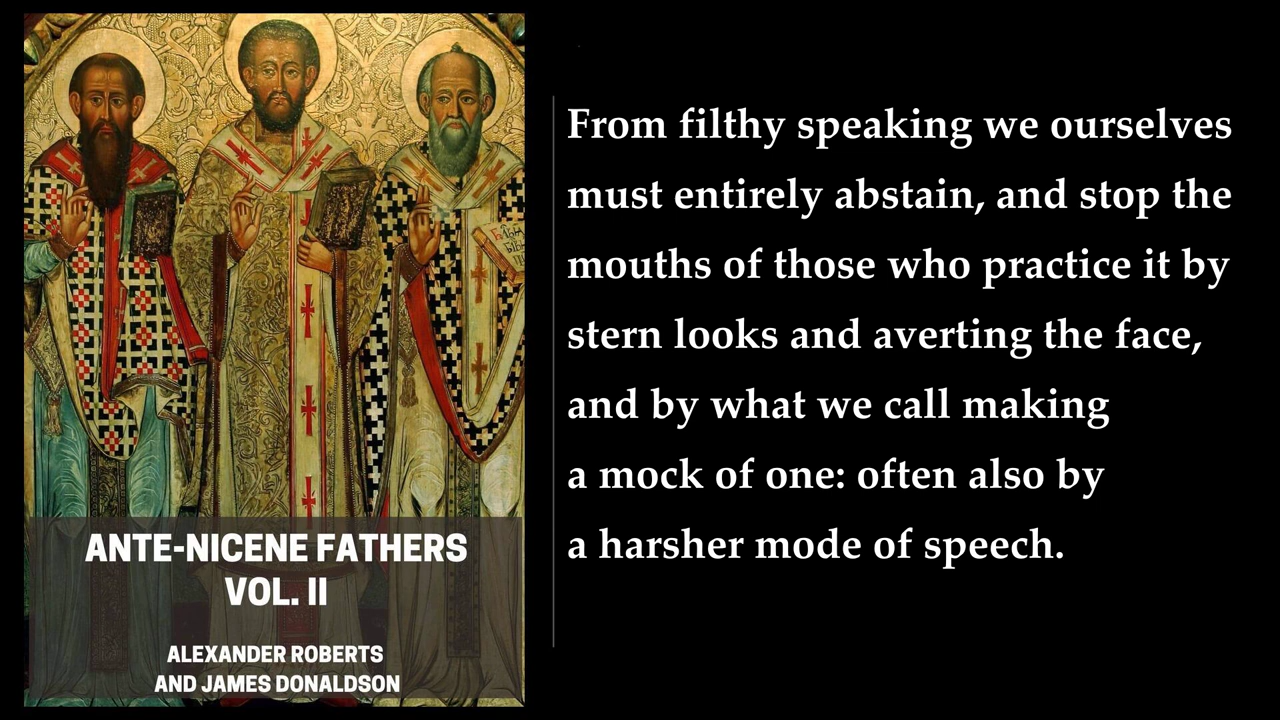 ANTE-NICENE FATHERS
VOL. II
ALEXANDER ROBERTS
AND JAMES DONALDSON
From filthy speaking we ourselves
must entirely abstain, and stop the
mouths of those who practice it by
stern looks and averting the face,
and by what we call making
a mock of one: often also by
a harsher mode of speech.